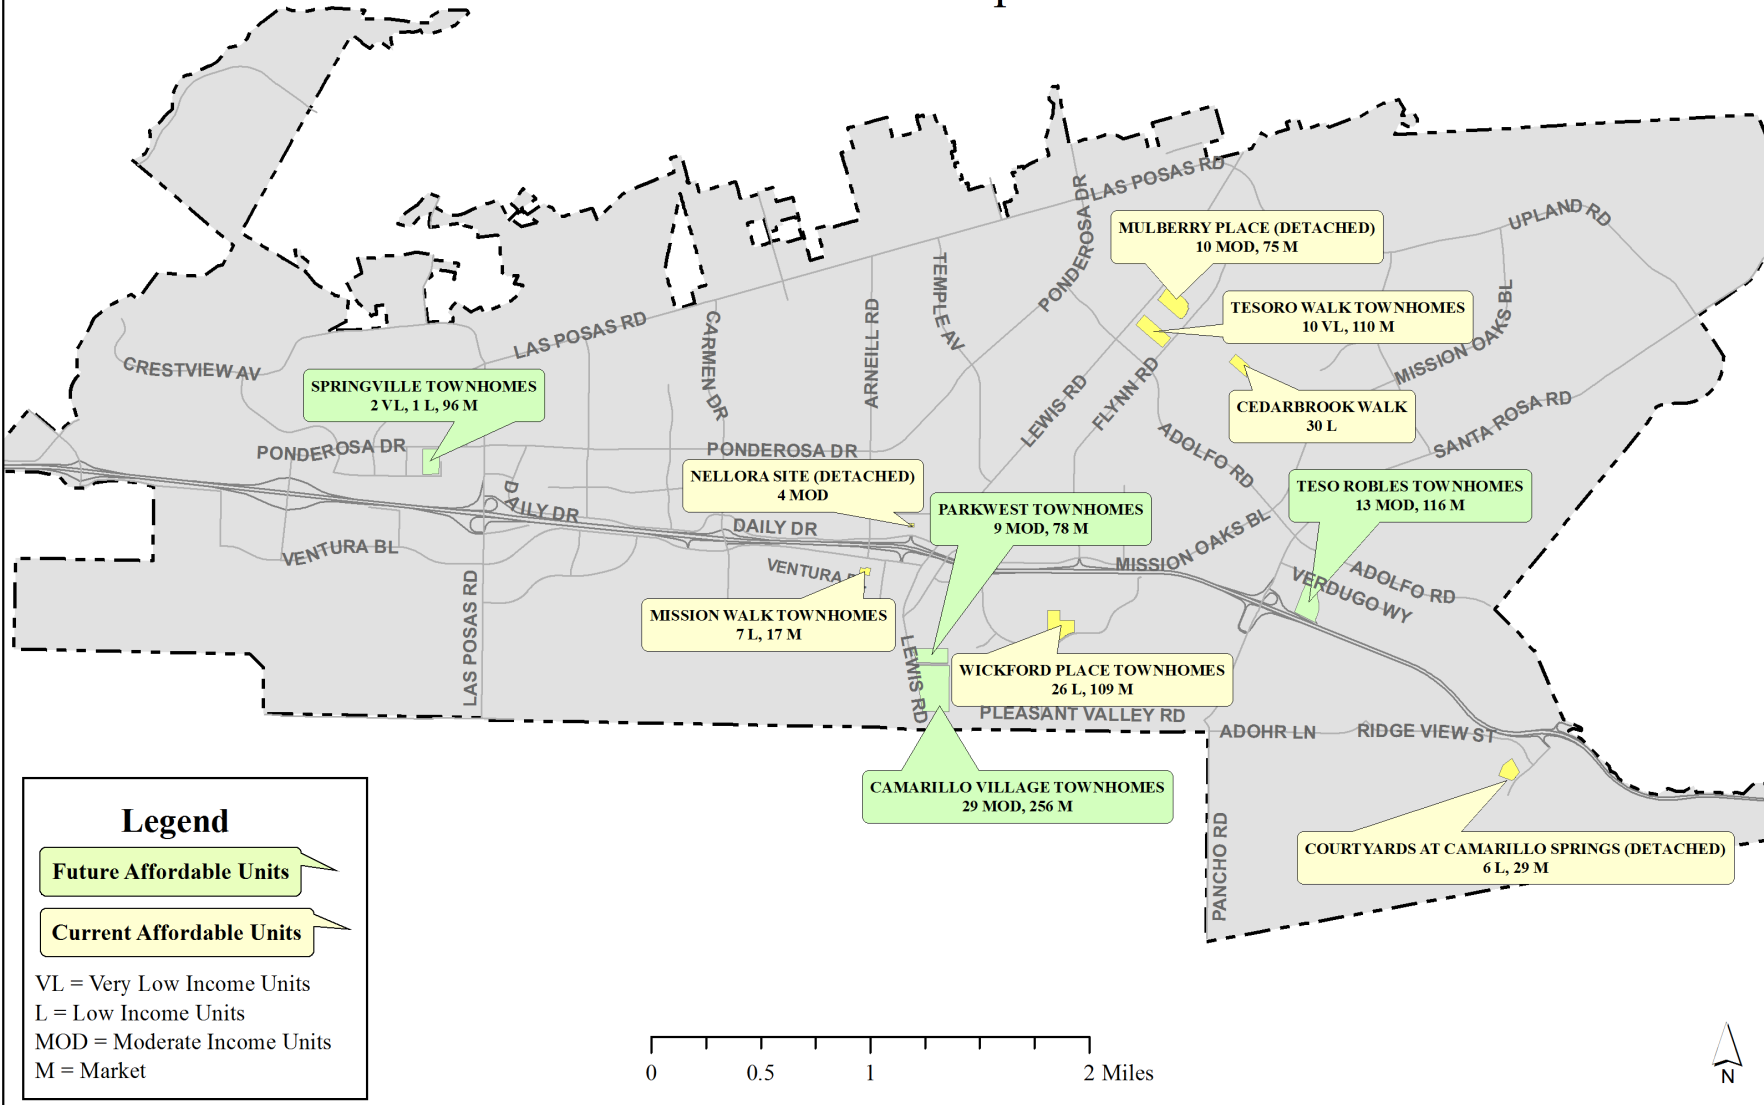 LAS POSAS RD
PONDEROSA DR
UPLAND RD
MULBERRY PLACE (DETACHED)
10 MOD, 75 M
TESORO WALK TOWNHOMES
10 VL, 110 M
MISSION OAKS BL
TEMPLE AV
ARNEILL RD
CARMEN DR
LAS POSAS RD
CRESTVIEW AV
SPRINGVILLE TOWNHOMES
2 VL, 1 L, 96 M
LEWIS RD
FLYNN RD
CEDARBROOK WALK
30 L
SANTA ROSA RD
ADOLFO RD
PONDEROSA DR
PONDEROSA DR
NELLORA SITE (DETACHED)
4 MOD
PARKWEST TOWNHOMES
9 MOD, 78 M
TESO ROBLES TOWNHOMES
13 MOD, 116 M
DAILY DR
DAILY DR
VENTURA BL
VENTURA
MISSION OAKS BL
ADOLFO RD
VERDUGO WY
MISSION WALK TOWNHOMES
7 L, 17 M
LAS POSAS RD
LEWIS RD
WICKFORD PLACE TOWNHOMES
26 L, 109 M
PLEASANT VALLEY RD
ADOHR LN
RIDGE VIEW ST
CAMARILLO VILLAGE TOWNHOMES
29 MOD, 256 M
PANCHO RD
COURTYARDS AT CAMARILLO SPRINGS (DETACHED)
6 L, 29 M
Legend
Future Affordable Units
Current Affordable Units
VL = Very Low Income Units
L = Low Income Units
MOD = Moderate Income Units
M = Market
0 0.5 1 2 Miles
N